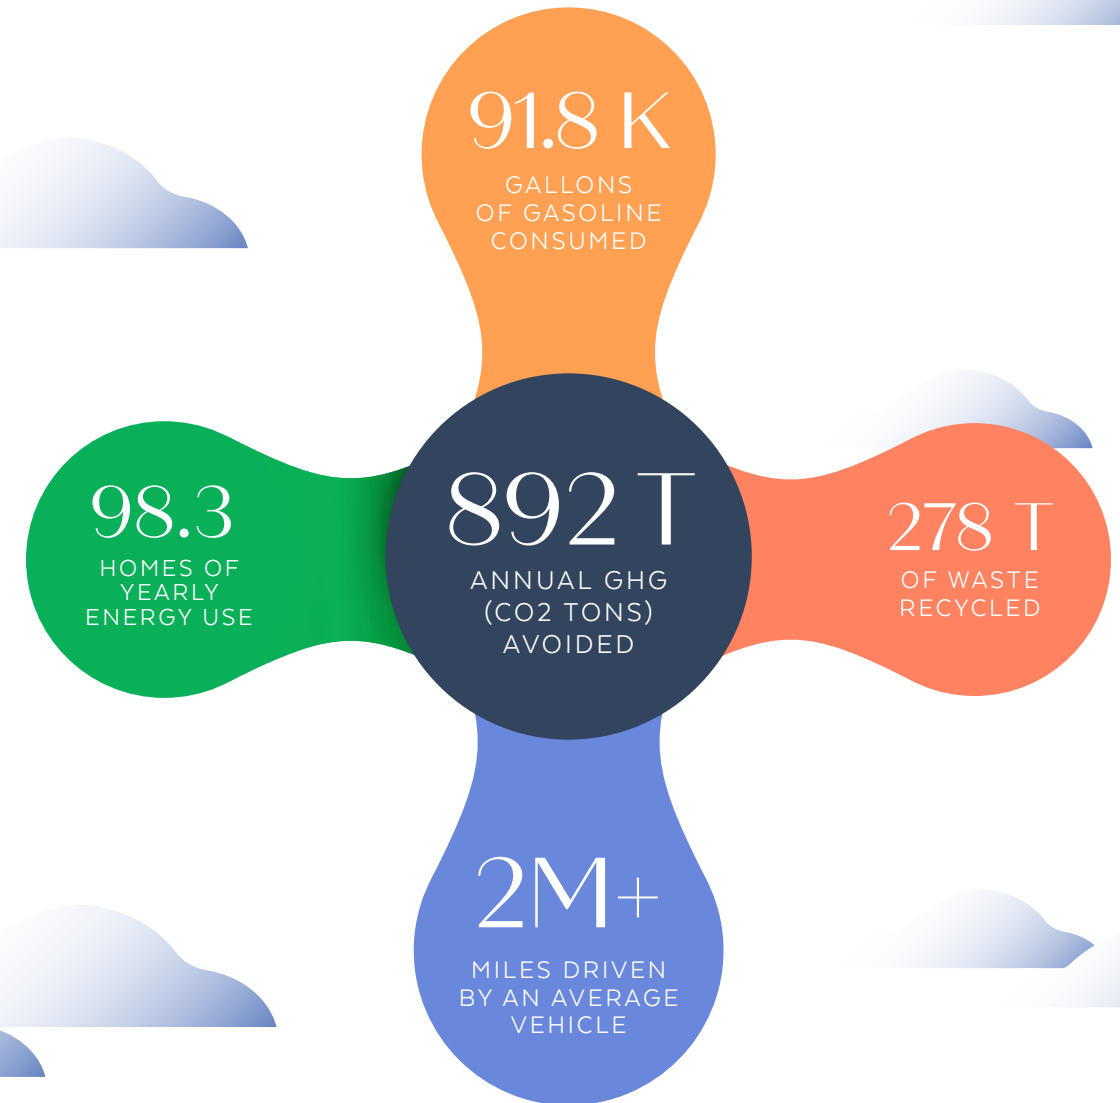 91.8 K
GALLONS
OF GASOLINE
CONSUMED
98.3
HOMES OF
YEARLY
ENERGY USE
892 T
ANNUAL GHG
(CO2 TONS)
AVOIDED
278 T
OF WASTE
RECYCLED
2M+
MILES DRIVEN
BY AN AVERAGE
VEHICLE